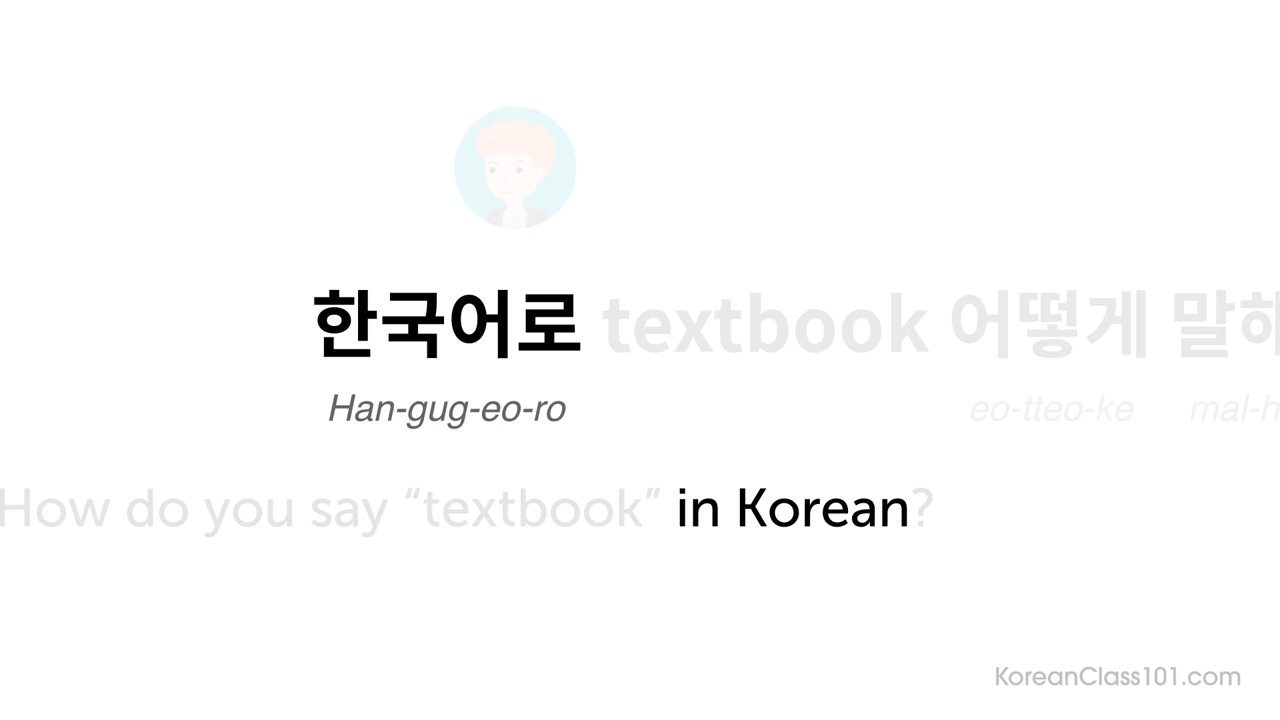 한국어로 textbook 어떻게 말해
Han-gug-eo-ro eo-tteo-ke mal-h
How do you say “textbook” in Korean?
KoreanClass101.com